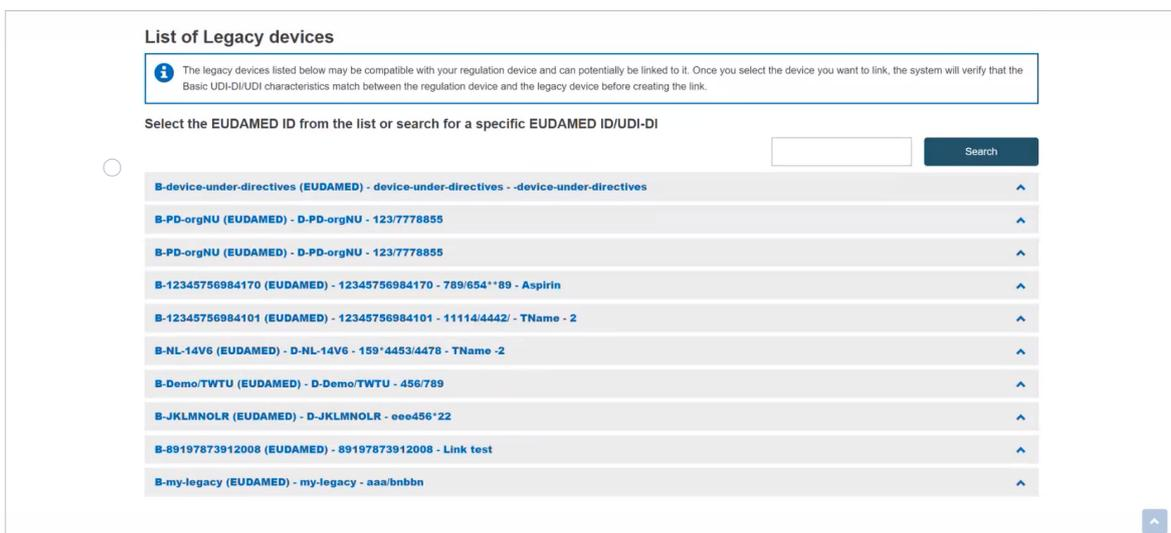 List of Legacy devices
The legacy devices listed below may be compatible with your regulation device and can potentially be linked to it. Once you select the device you want to link, the system will verify that the
Basic UDI-DI/UDI characteristics match between the regulation device and the legacy device before creating the link.
Select the EUDAMED ID from the list or search for a specific EUDAMED ID/UDI-DI
Search
B-device-under-directives (EUDAMED) - device-under-directives - -device-under-directives
B-PD-orgNU (EUDAMED) - D-PD-orgNU - 123/7778855
B-PD-orgNU (EUDAMED) - D-PD-orgNU - 123/7778855
B-12345756984170 (EUDAMED) - 12345756984170 - 789/654**89 - Aspirin
B-12345756984101 (EUDAMED) - 12345756984101 - 11114/4442/ - TName - 2
B-NL-14V6 (EUDAMED) - D-NL-14V6 - 159*4453/4478 - TName -2
B-Demo/TWTU (EUDAMED) - D-Demo/TWTU - 456/789
B-JKLMNOLR (EUDAMED) - D-JKLMNOLR - eee456*22
B-89197873912008 (EUDAMED) - 89197873912008 - Link test
B-my-legacy (EUDAMED) - my-legacy - aaa/bnbbn